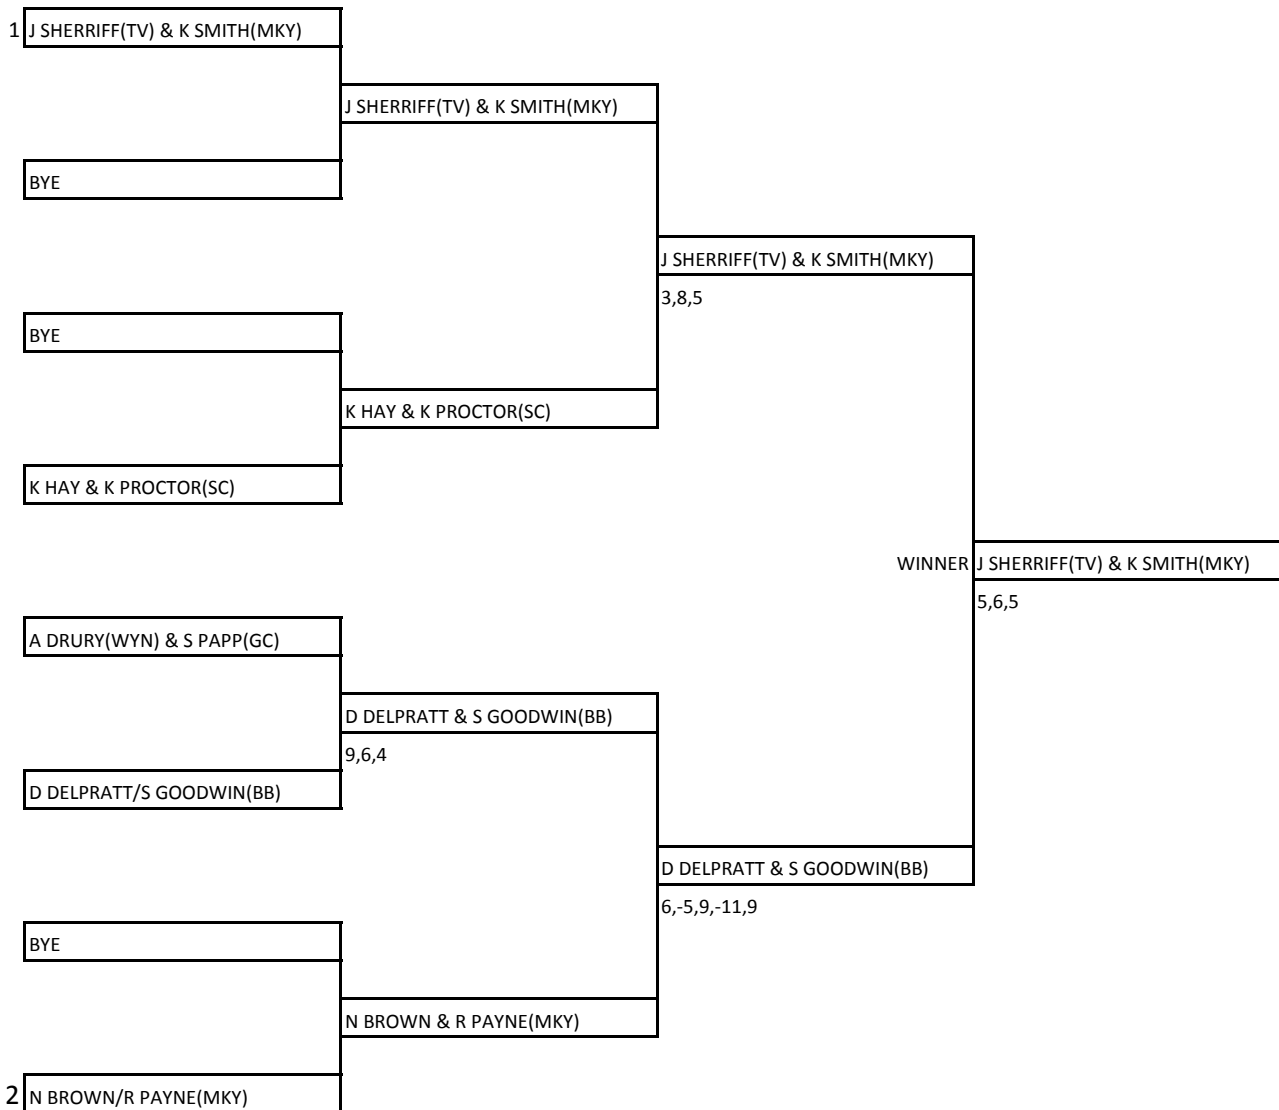 1 J SHERRIFF(TV) & K SMITH(MKY)
J SHERRIFF(TV) & K SMITH(MKY)
BYE
J SHERRIFF(TV) & K SMITH(MKY)
3,8,5
BYE
K HAY & K PROCTOR(SC)
K HAY & K PROCTOR(SC)
WINNER J SHERRIFF(TV) & K SMITH(MKY)
5,6,5
A DRURY(WYN) & S PAPP(GC)
D DELPRATT & S GOODWIN(BB)
9,6,4
D DELPRATT/S GOODWIN(BB)
D DELPRATT & S GOODWIN(BB)
6,-5,9,-11,9
BYE
N BROWN & R PAYNE(MKY)
2 N BROWN/R PAYNE(MKY)